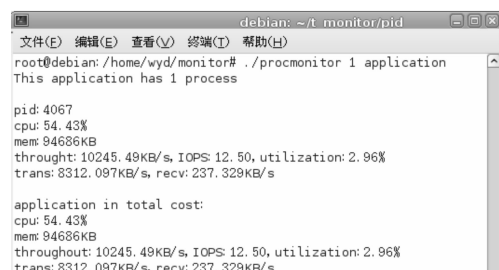 debian: ~/t_monitor/pid
文件(F) 编辑(E) 查看(V) 终端(T) 帮助(H)
root@debian:/home/wyd/monitor# ./procmonitor 1 application
This application has 1 process
pid: 4067
cpu: 54.43%
mem: 94686KB
throught: 10245.49KB/s, IOPS: 12.50, utilization: 2.96%
trans: 8312.097KB/s, recv: 237.329KB/s
application in total cost:
cpu: 54.43%
mem: 94686KB
throughout: 10245.49KB/s, IOPS: 12.50, utilization: 2.96%
trans: 8312.097KB/s, recv: 237.329KB/s